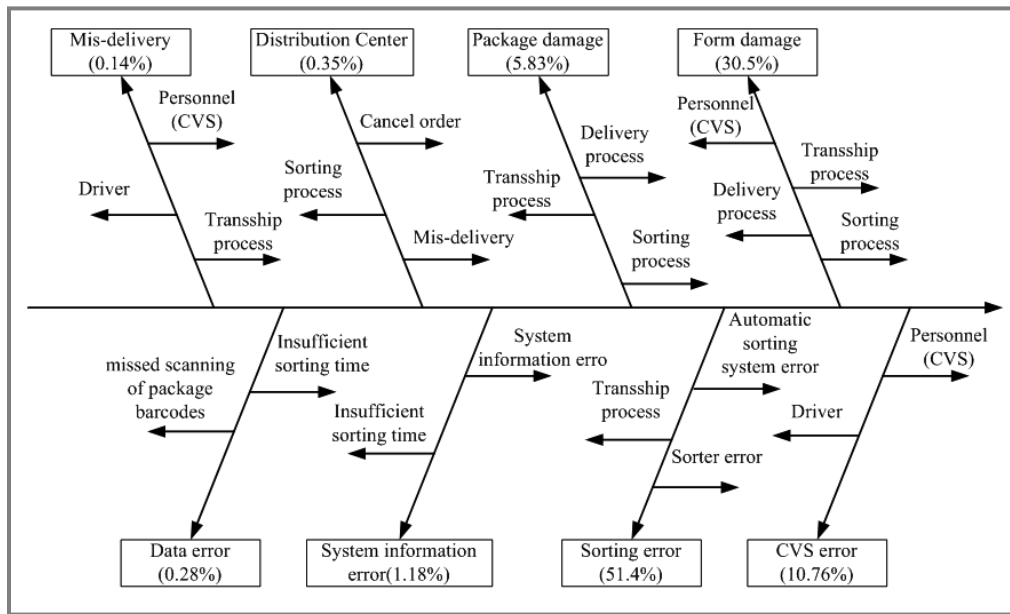 Mis-delivery
(0.14%)
Distribution Center
(0.35%)
Package damage
(5.83%)
Form damage
(30.5%)
Personnel
(CVS)
Driver
Transship
process
Cancel order
Sorting
process
Mis-delivery
Delivery
process
Transship
process
Sorting
process
Personnel
(CVS)
Transship
process
Delivery
process
Sorting
process
Insufficient
sorting time
missed scanning
of package
barcodes
System
information erro
Insufficient
sorting time
Automatic
sorting
system error
Transship
process
Sorter error
Personnel
(CVS)
Driver
Data error
(0.28%)
System information
error(1.18%)
Sorting error
(51.4%)
CVS error
(10.76%)